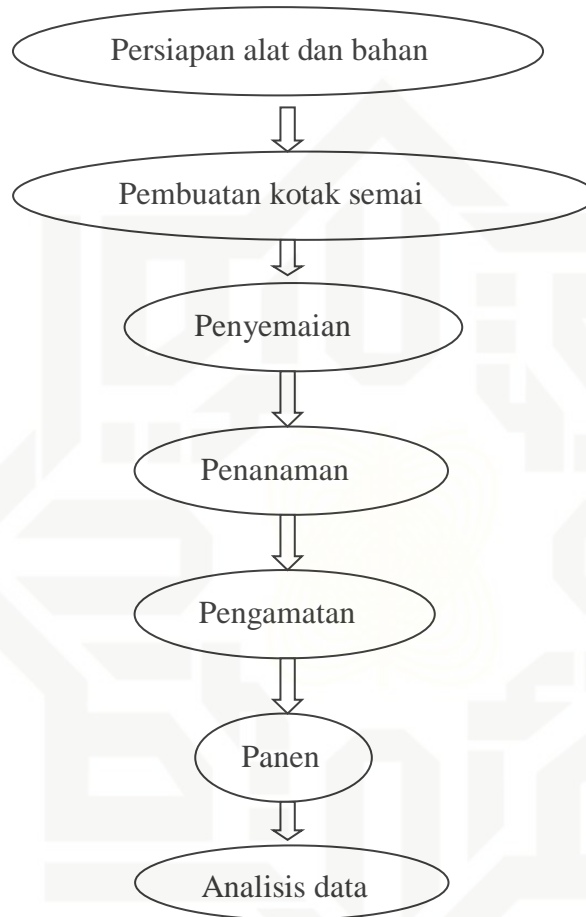 Persiapan alat dan bahan
Pembuatan kotak semai
Penyemaian
Penanaman
Pengamatan
Panen
Analisis data